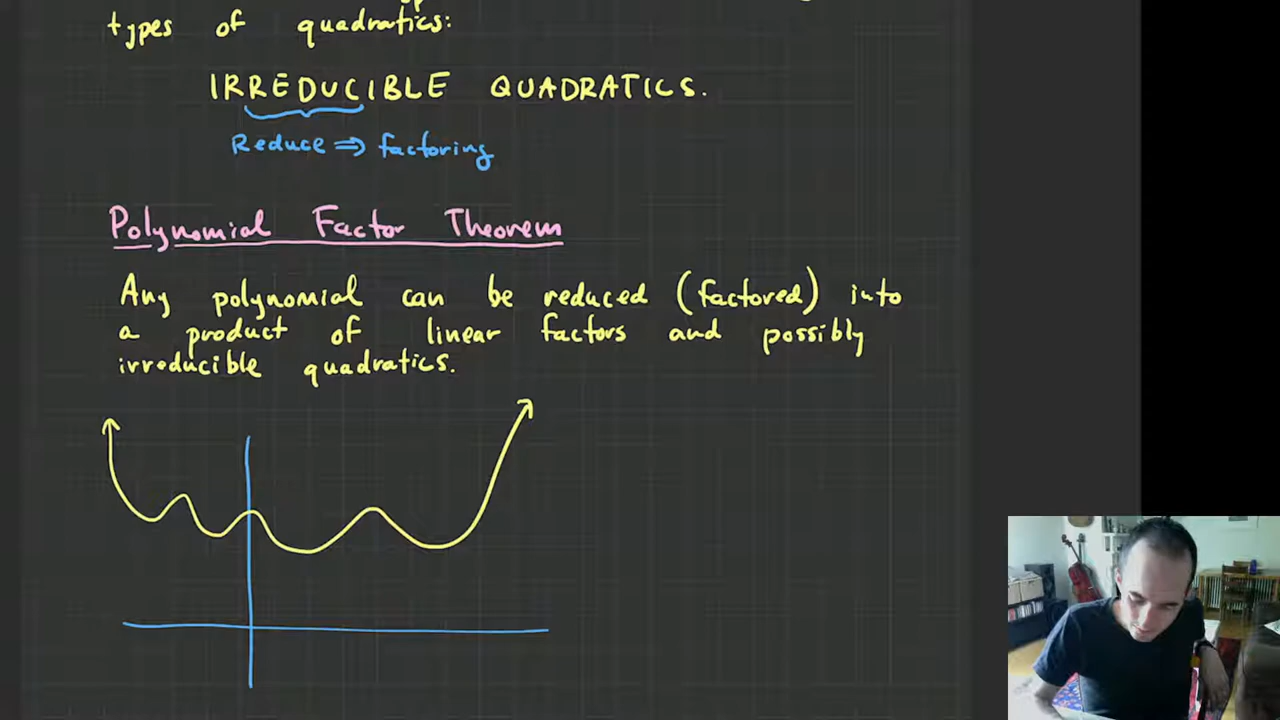 types of quadratics:
IRREDUCIBLE QUADRATICS.
Reduce ⇒ factoring
Polynomial Factor Theorem
Any polynomial can be reduced (factored) into
a product of linear factors and possibly
irreducible quadratics.